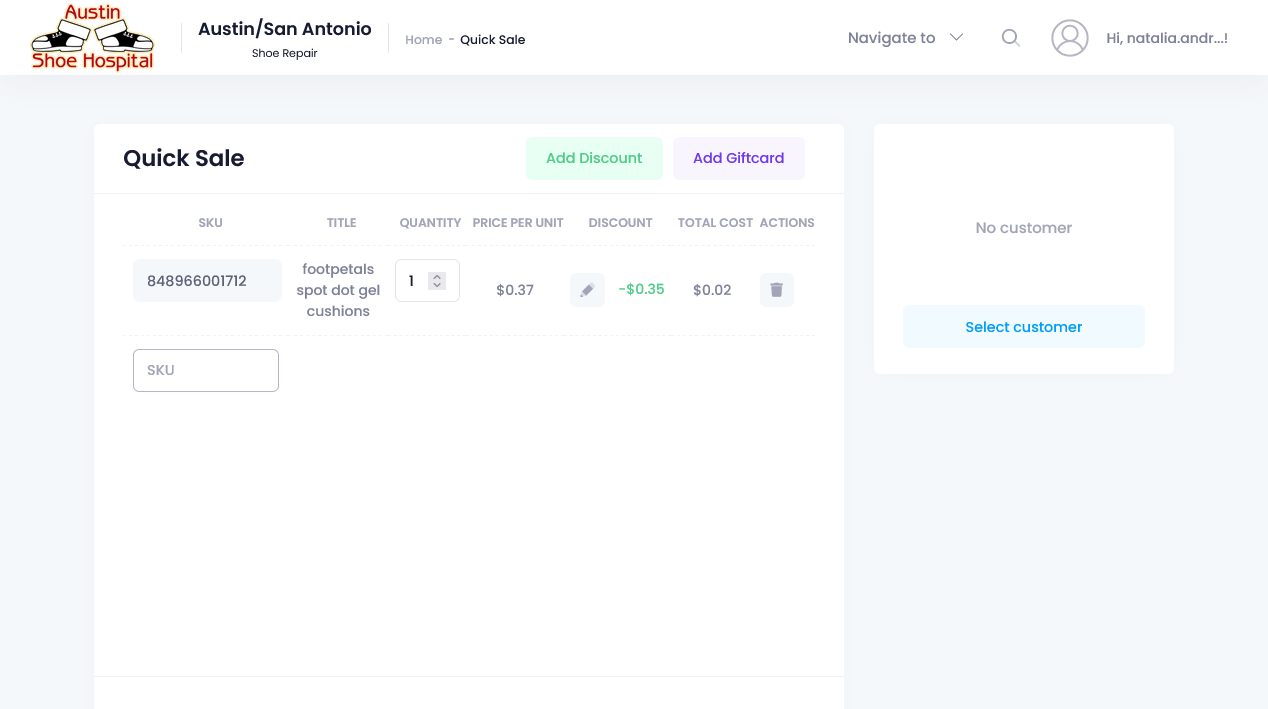 Austin
Shoe Hospital
Austin/San Antonio
Shoe Repair
Home - Quick Sale
Navigate to
Hi, natalia.andr...!
Quick Sale
Add Discount
Add Giftcard
SKU TITLE QUANTITY PRICE PER UNIT DISCOUNT TOTAL COST ACTIONS
848966001712
footpetals
spot dot gel
cushions
1
$0.37
-$0.35
$0.02
SKU
No customer
Select customer